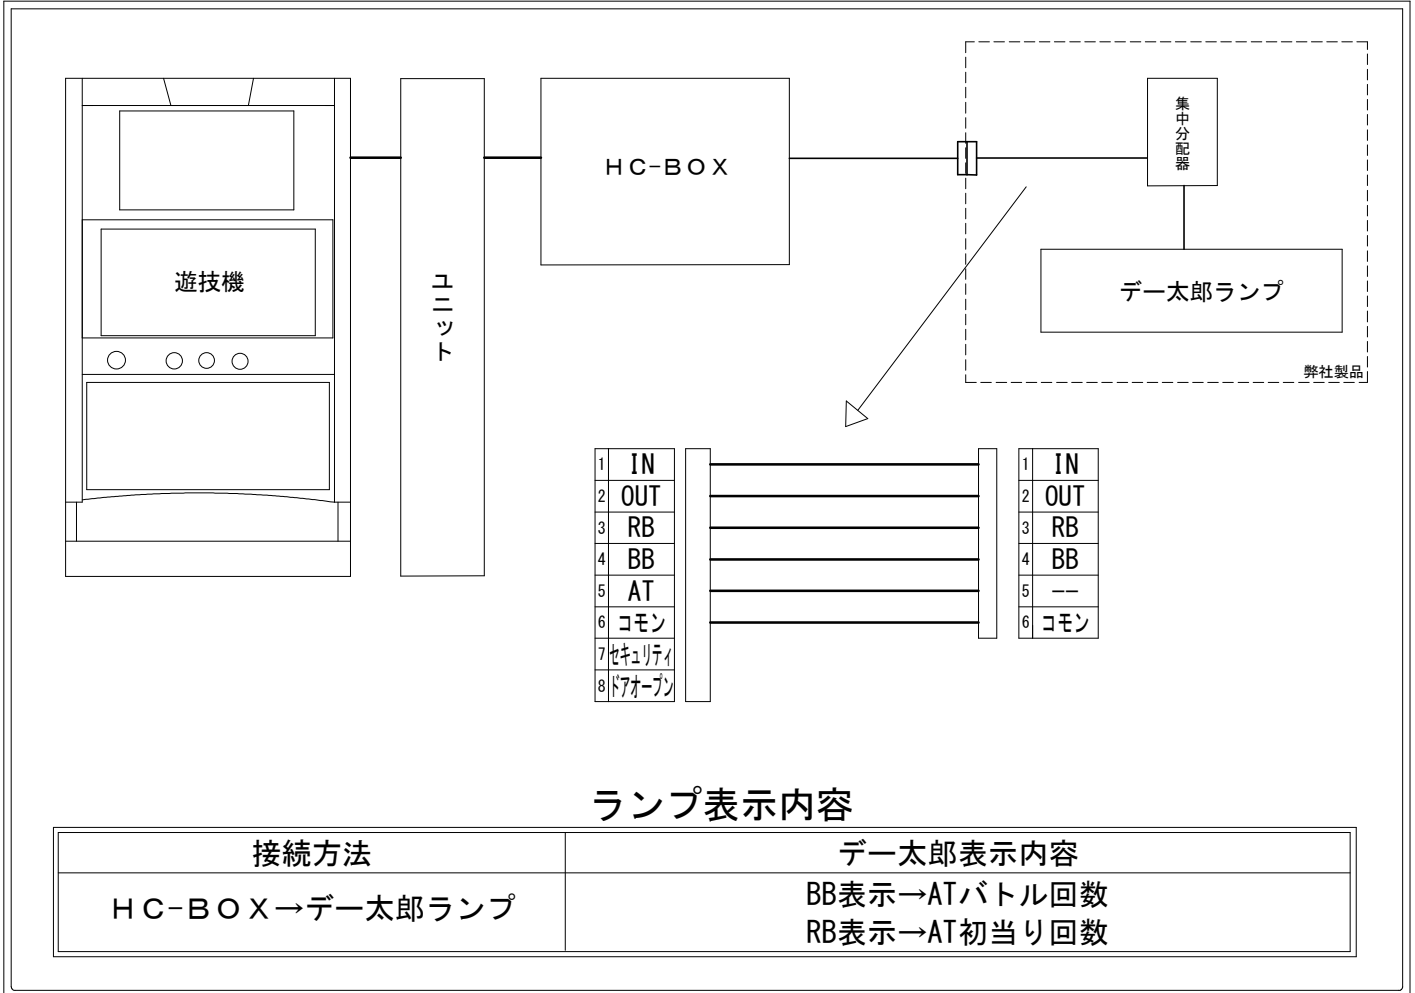 遊技機
ユニット
HC-BOX
集中分配器
デー太郎ランプ
弊社製品
1 IN
2 OUT
3 RB
4 BB
5 AT
6 コモン
7 セキュリティ
8 ドアオープン
1 IN
2 OUT
3 RB
4 BB
5 --
6 コモン
ランプ表示内容
接続方法 デー太郎表示内容
HC-BOX→デー太郎ランプ
BB表示→ATバトル回数
RB表示→AT初当り回数